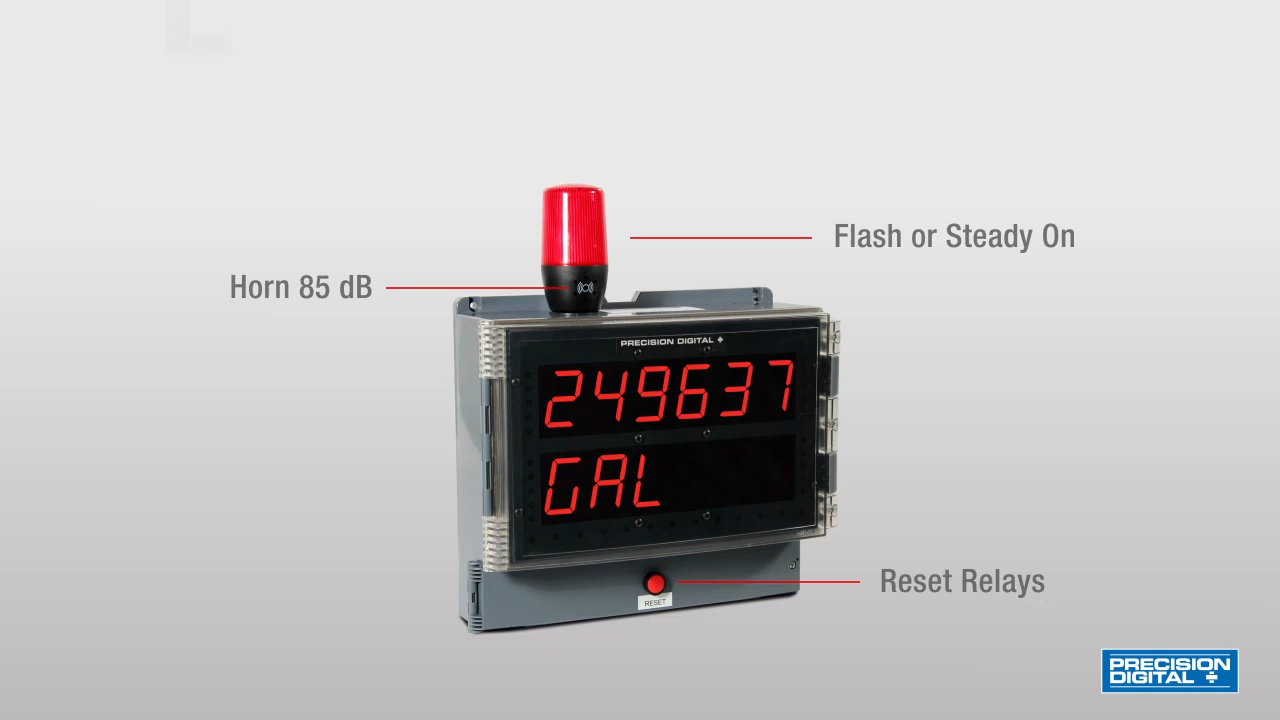 Flash or Steady On
Horn 85 dB
PRECISION DIGITAL
249637
GAL
Reset Relays
RESET
PRECISION
DIGITAL